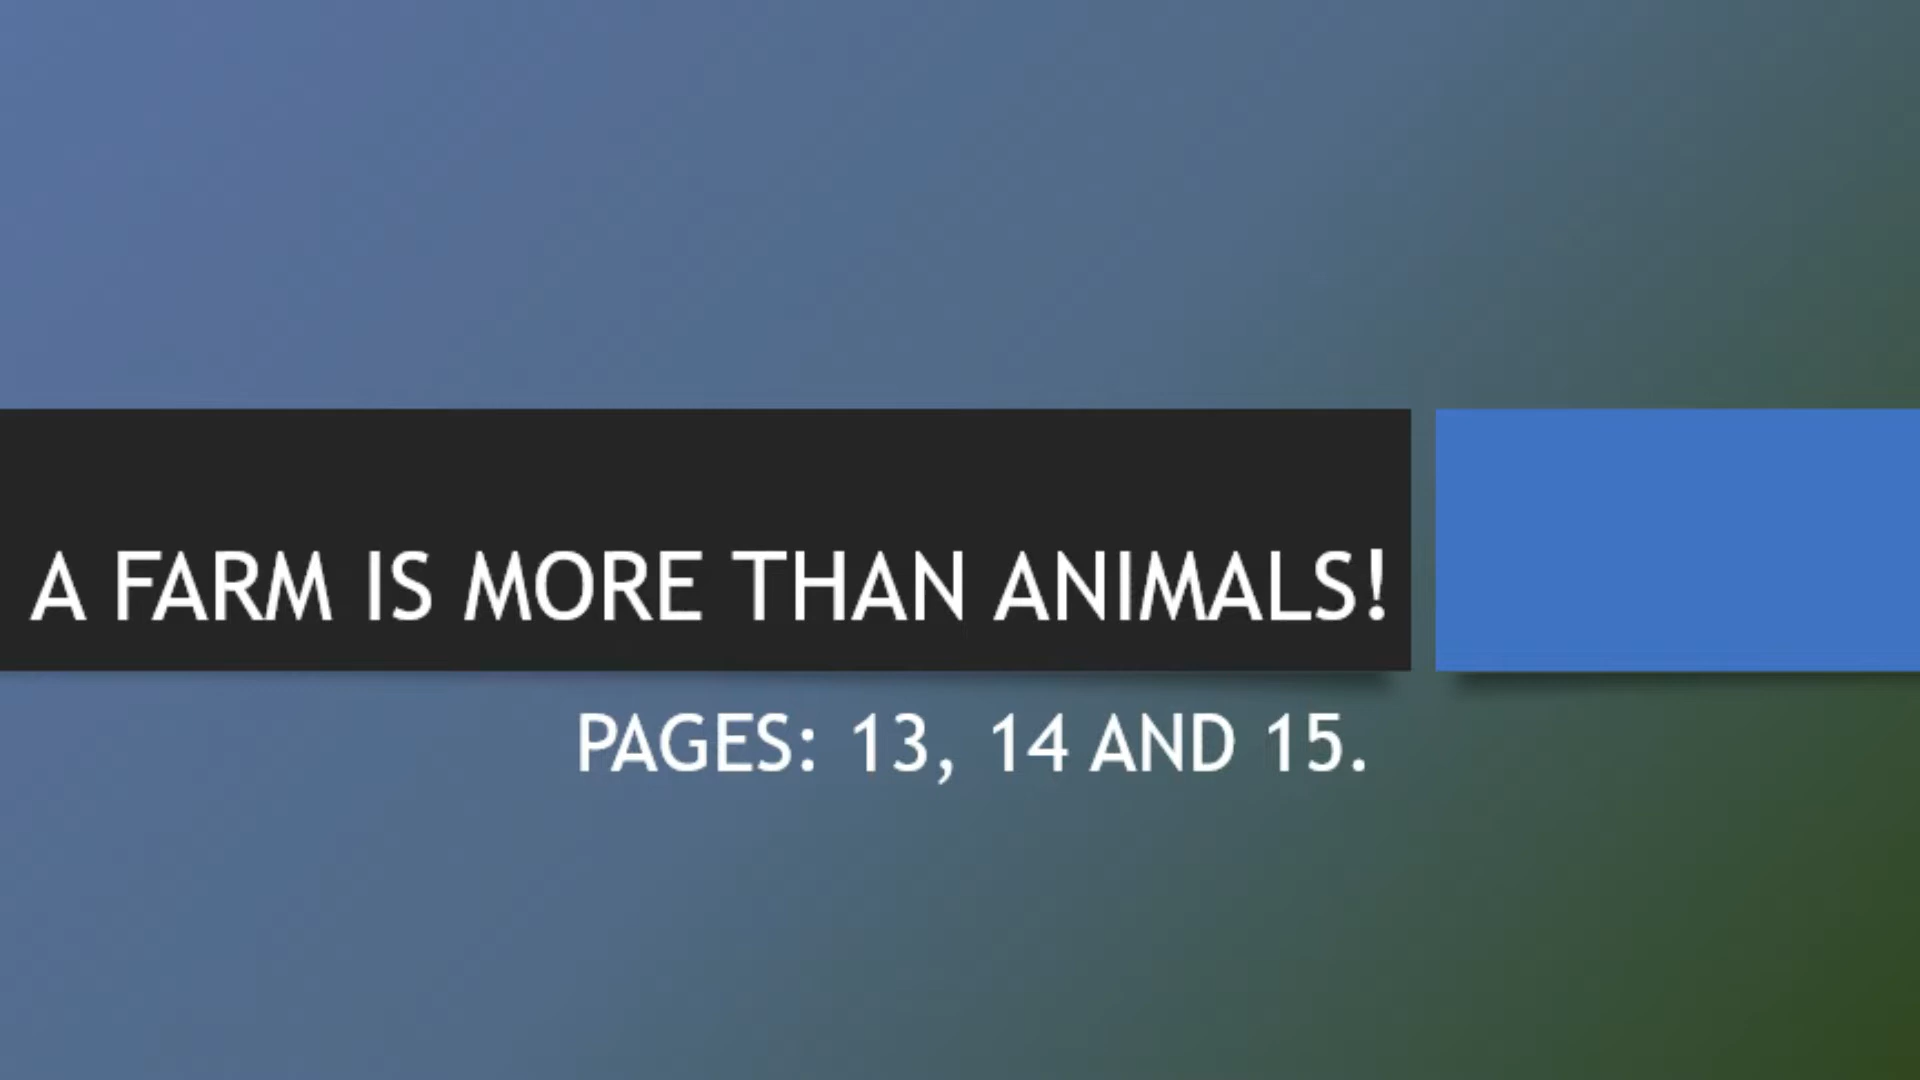 A FARM IS MORE THAN ANIMALS!
PAGES: 13, 14 AND 15.